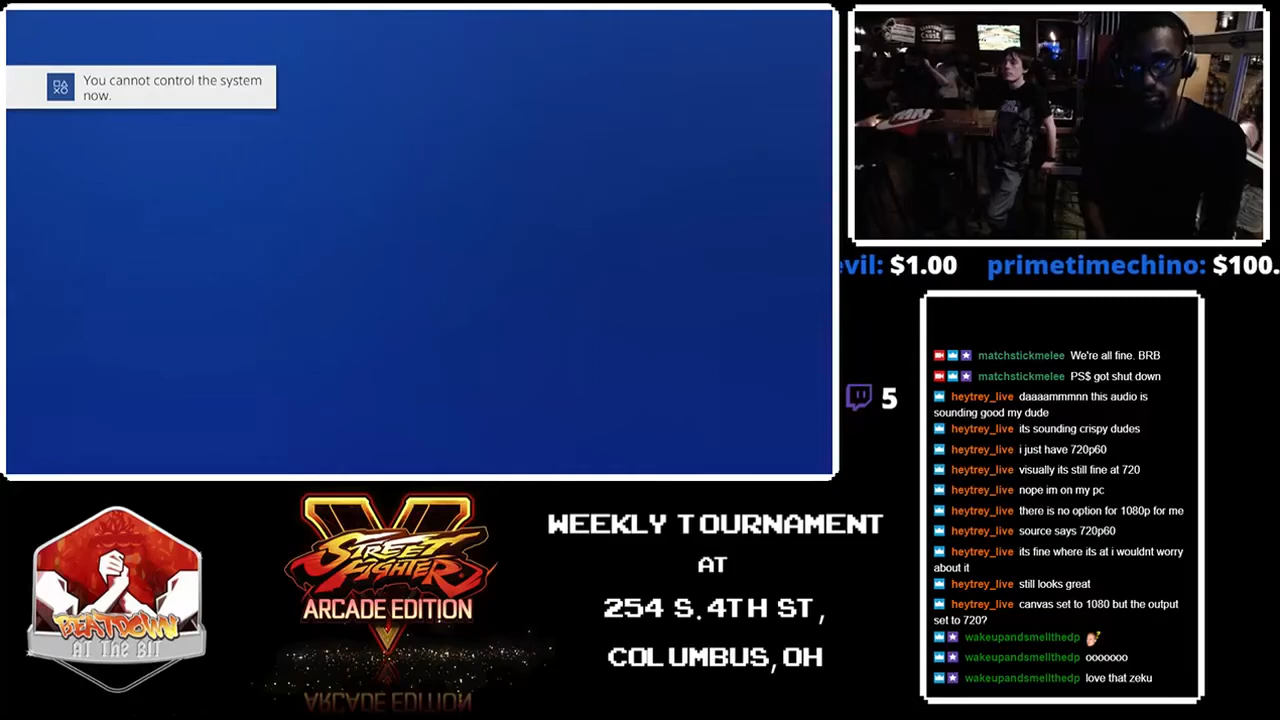 You cannot control the system
now.
evil: $1.00 primetimechino: $100.
matchstickmelee We're all fine. BRB
matchstickmelee PS$ got shut down
heytrey_live daaaammmnn this audio is
sounding good my dude
heytrey_live its sounding crispy dudes
heytrey_live i just have 720p60
heytrey_live visually its still fine at 720
heytrey_live nope im on my pc
heytrey_live there is no option for 1080p for me
heytrey_live source says 720p60
heytrey_live its fine where its at i wouldnt worry
about it
heytrey_live still looks great
heytrey_live canvas set to 1080 but the output
set to 720?
wakeupandsmellthedp
wakeupandsmellthedp ooooooo
wakeupandsmellthedp love that zeku
5
BEATDOWN
AT THE BIT
V
STREET
FIGHTER
ARCADE EDITION
WEEKLY TOURNAMENT
AT
254 S.4TH ST,
COLUMBUS,OH